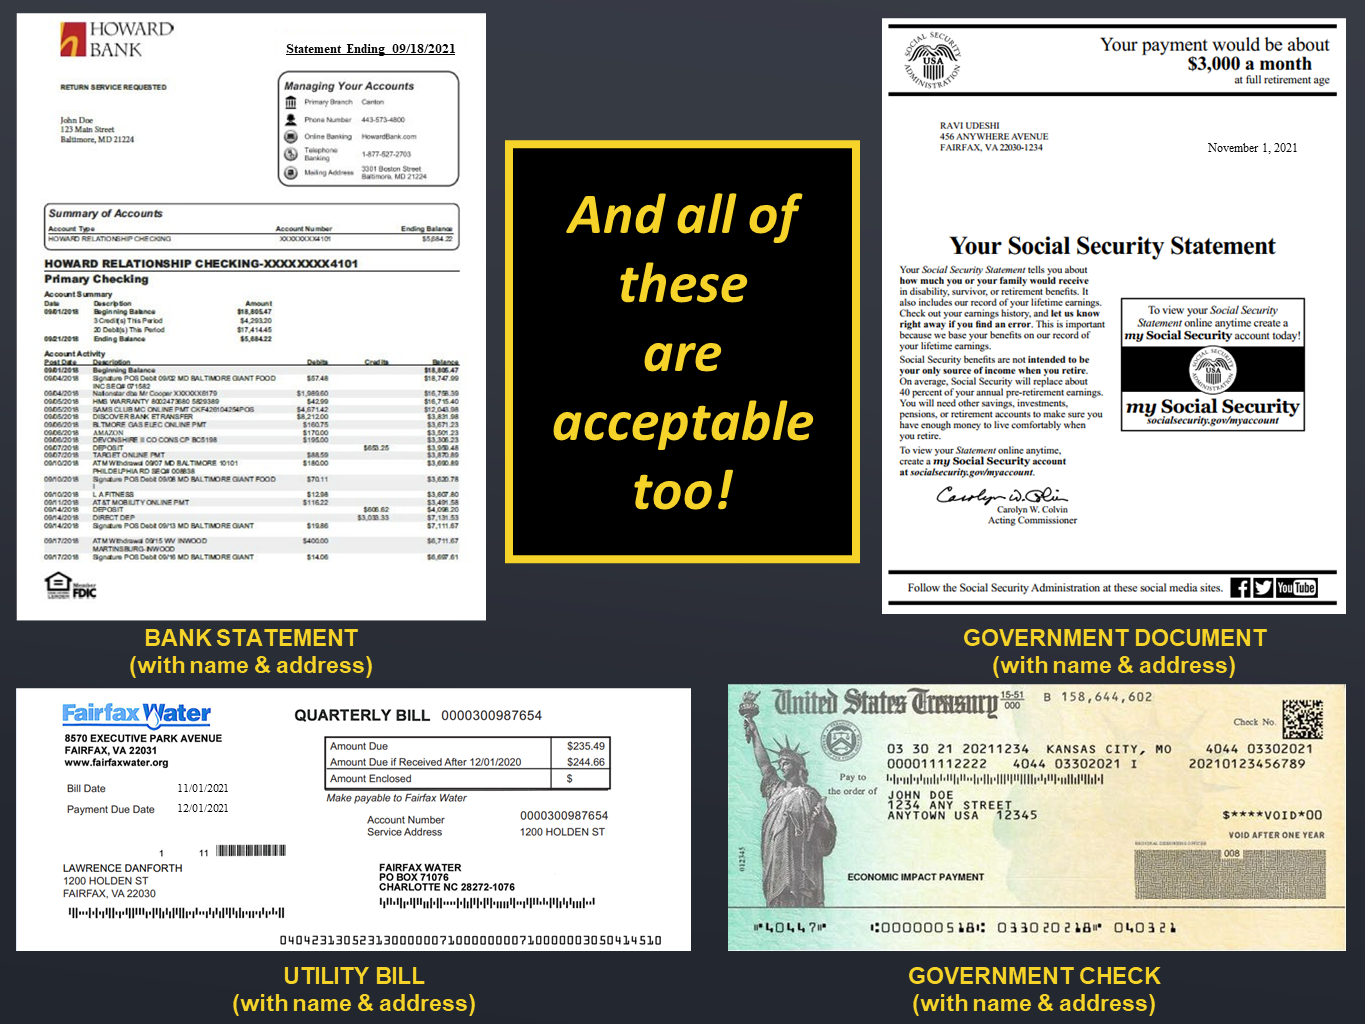 HOWARD
BANK
Statement Ending 09/18/2021
RETURN SERVICE REQUESTED
John Doe
123 Main Street
Baltimore, MD 21224
Managing Your Accounts
Primary Branch Canton
Phone Number 443-573-4800
Online Banking HowardBank.com
Telephone
Banking 1-877-527-2703
Mailing Address 3301 Boston Street
Baltimore, MD 21224
Summary of Accounts
Account Type Account Number Ending Balance
HOWARD RELATIONSHIP CHECKING XXXXXXXX4101 $5,684.22
HOWARD RELATIONSHIP CHECKING-XXXXXXXX4101
Primary Checking
Account Summary
Date Description Amount
09/01/2018 Beginning Balance $18,805.47
3 Credit(s) This Period $4,293.20
20 Debit(s) This Period $17,414.45
09/21/2018 Ending Balance $5,684.22
Account Activity
Post Date Description Debits Credits Balance
09/01/2018 Beginning Balance $18,805.47
09/04/2018 Signature POS Debit 09/02 MD BALTIMORE GIANT FOOD $57.48 $18,747.99
INC SEQ# 071582
09/04/2018 Nationstar dba Mr Cooper XXXXXX6179 $1,989.60 $16,758.39
09/05/2018 HMS WARRANTY 8002473680 5829389 $42.99 $16,715.40
09/05/2018 SAMS CLUB MC ONLINE PMT CKF426104254POS $4,671.42 $12,043.98
09/05/2018 DISCOVER BANK ETRANSFER $8,212.00 $3,831.98
09/06/2018 BLTMORE GAS ELEC ONLINE PMT $160.75 $3,671.23
09/06/2018 AMAZON $170.00 $3,501.23
09/06/2018 DEVONSHIRE II CO CONS CP BC5198 $195.00 $3,306.23
09/07/2018 DEPOSIT $653.25 $3,959.48
09/07/2018 TARGET ONLINE PMT $88.59 $3,870.89
09/10/2018 ATM Withdrawal 09/07 MD BALTIMORE 10101 $180.00 $3,690.89
PHILDELPHIA RD SEQ# 008838
09/10/2018 Signature POS Debit 09/08 MD BALTIMORE GIANT FOOD $70.11 $3,620.78
I
09/10/2018 L A FITNESS $12.98 $3,607.80
09/11/2018 AT&T MOBILITY ONLINE PMT $116.22 $3,491.58
09/14/2018 DEPOSIT $606.62 $4,098.20
09/14/2018 DIRECT DEP $3,033.33 $7,131.53
09/14/2018 Signature POS Debit 09/13 MD BALTIMORE GIANT $19.86 $7,111.67
09/17/2018 ATM Withdrawal 09/15 WV INWOOD $400.00 $6,711.67
MARTINSBURG INWOOD
09/17/2018 Signature POS Debit 09/16 MD BALTIMORE GIANT $14.06 $6,697.61
Member
FDIC
BANK STATEMENT
(with name & address)
And all of
these
are
acceptable
too!
SOCIAL SECURITY ADMINISTRATION
USA
Your payment would be about
$3,000 a month
at full retirement age
RAVI UDESHI
456 ANYWHERE AVENUE
FAIRFAX, VA 22030-1234
November 1, 2021
Your Social Security Statement
Your Social Security Statement tells you about
how much you or your family would receive
in disability, survivor, or retirement benefits. It
also includes our record of your lifetime earnings.
Check out your earnings history, and let us know
right away if you find an error. This is important
because we base your benefits on our record of
your lifetime earnings.
Social Security benefits are not intended to be
your only source of income when you retire.
On average, Social Security will replace about
40 percent of your annual pre-retirement earnings.
You will need other savings, investments,
pensions, or retirement accounts to make sure you
have enough money to live comfortably when
you retire.
To view your Statement online anytime,
create a my Social Security account
at socialsecurity.gov/myaccount.
Carolyn W. Colvin
Carolyn W. Colvin
Acting Commissioner
To view your Social Security
Statement online anytime create a
my Social Security account today!
SOCIAL SECURITY ADMINISTRATION
USA
my Social Security
socialsecurity.gov/myaccount
Follow the Social Security Administration at these social media sites. f YouTube
GOVERNMENT DOCUMENT
(with name & address)
Fairfax Water
8570 EXECUTIVE PARK AVENUE
FAIRFAX, VA 22031
www.fairfaxwater.org
QUARTERLY BILL 0000300987654
Amount Due $235.49
Amount Due if Received After 12/01/2020 $244.66
Amount Enclosed $
Make payable to Fairfax Water
Bill Date 11/01/2021
Payment Due Date 12/01/2021
Account Number 0000300987654
Service Address 1200 HOLDEN ST
1 11
LAWRENCE DANFORTH
1200 HOLDEN ST
FAIRFAX, VA 22030
FAIRFAX WATER
PO BOX 71076
CHARLOTTE NC 28272-1076
040423130523130000007100000000710000003050414510
UTILITY BILL
(with name & address)
United States Treasury 15-51
000 B 158,644,602
Check No.
03 30 21 20211234 KANSAS CITY, MO 4044 03302021
000011112222 4044 03302021 I 20210123456789
Pay to
the order of
JOHN DOE
1234 ANY STREET
ANYTOWN USA 12345
$****VOID*00
VOID AFTER ONE YEAR
REGIONAL DISBURSING OFFICER
008
012345
ECONOMIC IMPACT PAYMENT
⑈40447⑈ ⑆000000518⑆ 033020218⑈ 040321
GOVERNMENT CHECK
(with name & address)